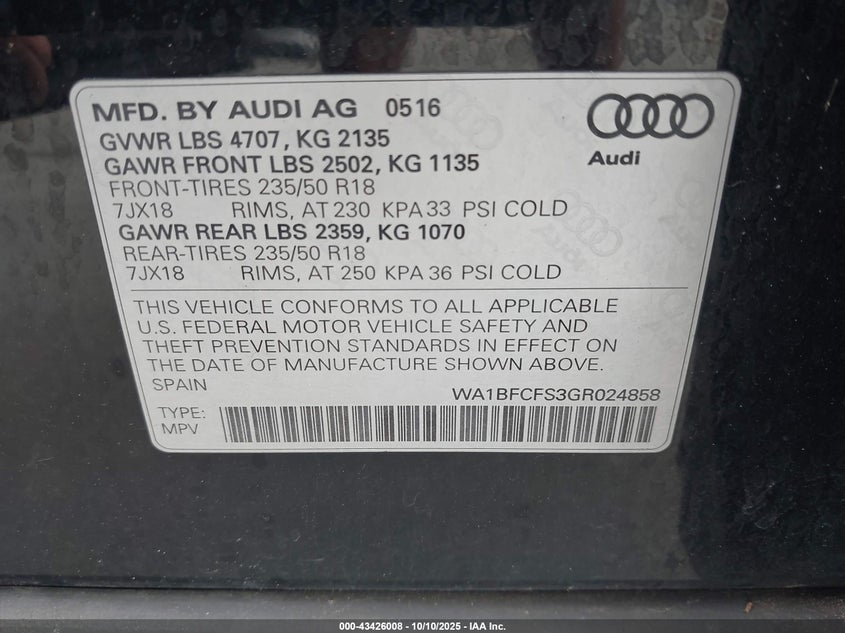 MFD. BY AUDI AG 0516
GVWR LBS 4707, KG 2135
GAWR FRONT LBS 2502, KG 1135
FRONT-TIRES 235/50 R18
7JX18 RIMS, AT 230 KPA 33 PSI COLD
GAWR REAR LBS 2359, KG 1070
REAR-TIRES 235/50 R18
7JX18 RIMS, AT 250 KPA 36 PSI COLD
Audi
THIS VEHICLE CONFORMS TO ALL APPLICABLE
U.S. FEDERAL MOTOR VEHICLE SAFETY AND
THEFT PREVENTION STANDARDS IN EFFECT ON
THE DATE OF MANUFACTURE SHOWN ABOVE.
SPAIN
WA1BFCFS3GR024858
TYPE:
MPV
000-43426008 - 10/10/2025 - IAA Inc.